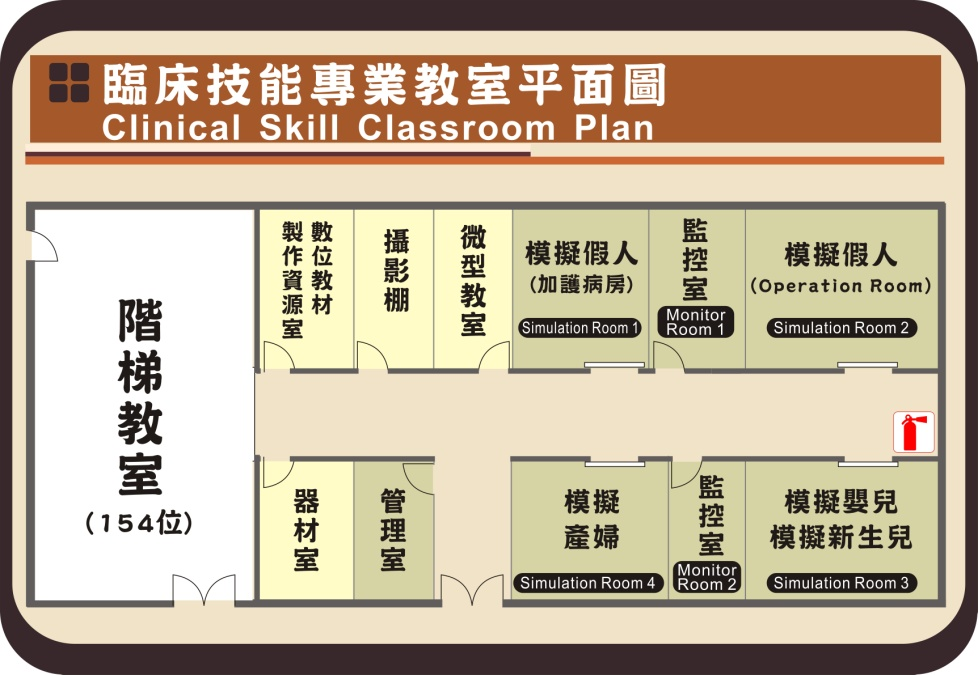 臨床技能專業教室平面圖
Clinical Skill Classroom Plan
階梯教室
(154位)
數位教材
製作資源室
攝影棚
微型教室
模擬假人
(加護病房)
Simulation Room 1
監控室
Monitor
Room 1
模擬假人
(Operation Room)
Simulation Room 2
器材室
管理室
模擬
產婦
Simulation Room 4
監控室
Monitor
Room 2
模擬嬰兒
模擬新生兒
Simulation Room 3